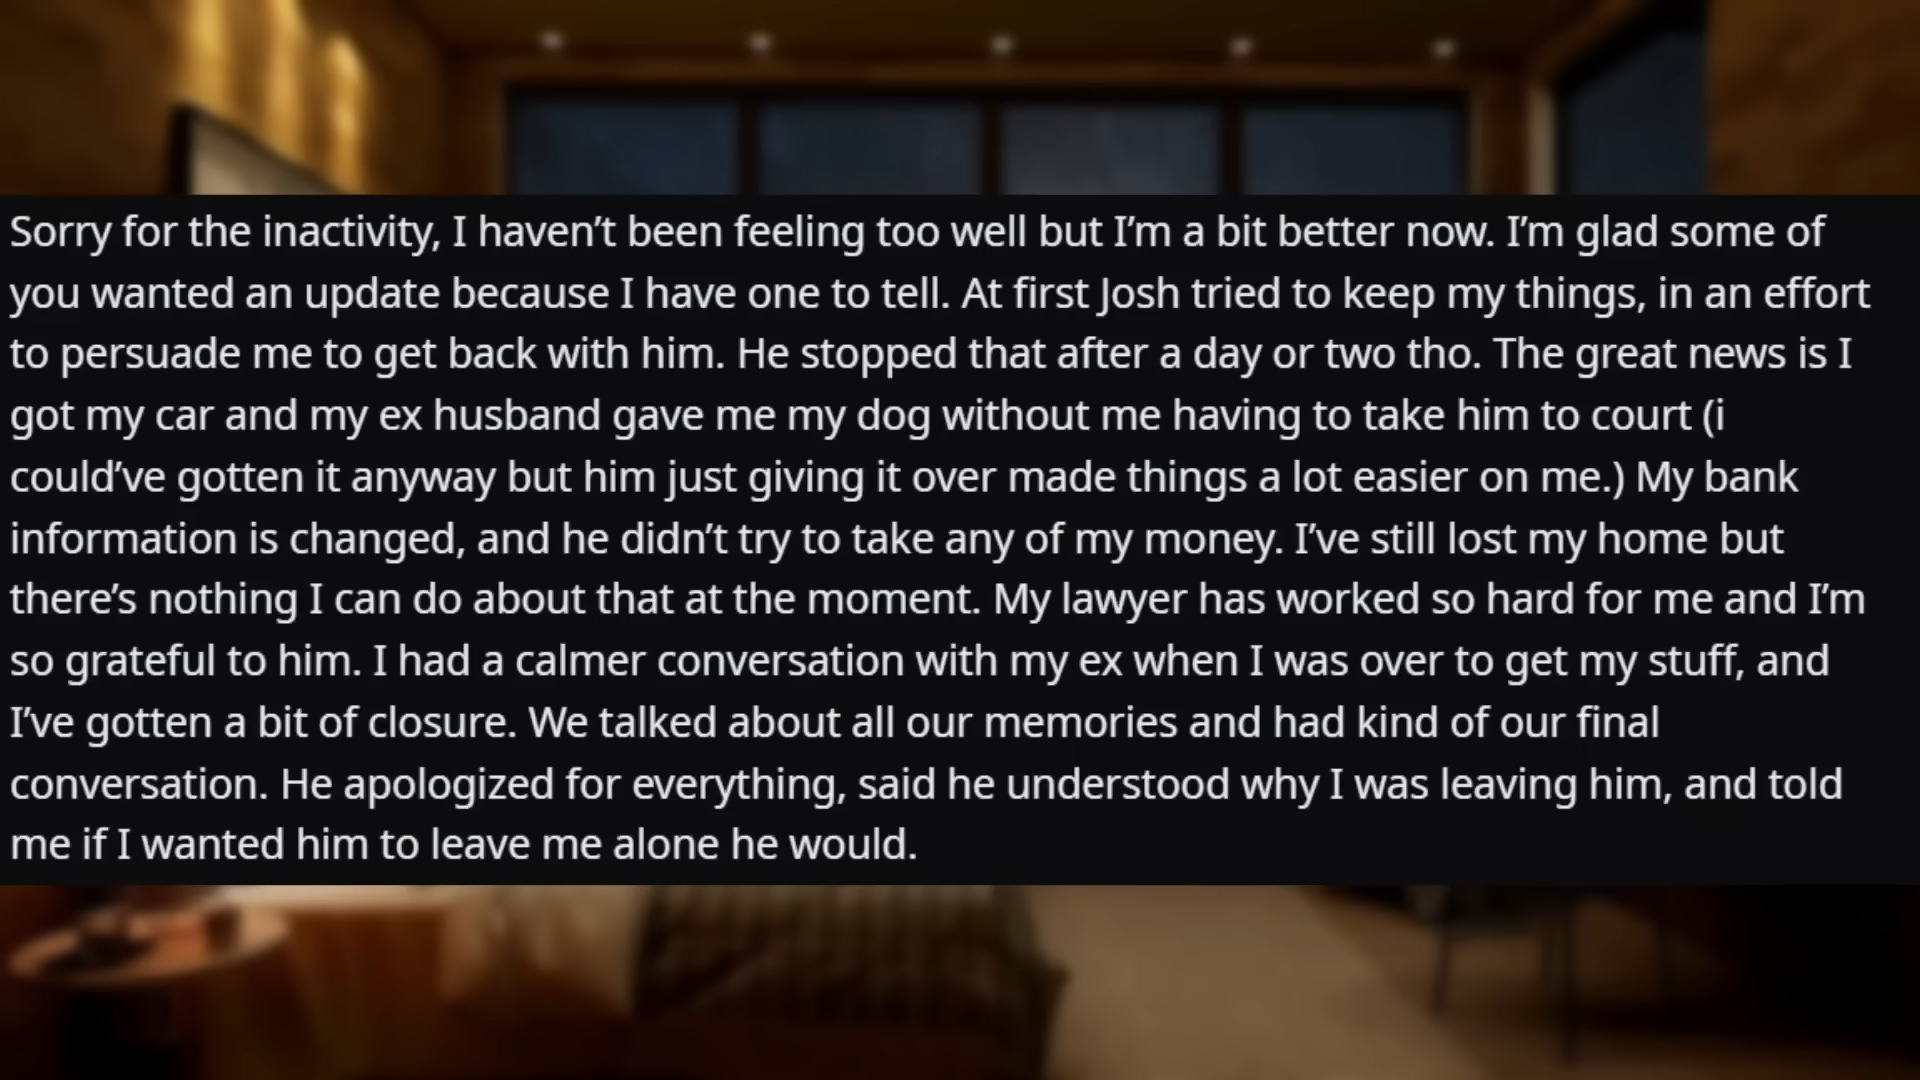 Sorry for the inactivity, I haven’t been feeling too well but I’m a bit better now. I’m glad some of
you wanted an update because I have one to tell. At first Josh tried to keep my things, in an effort
to persuade me to get back with him. He stopped that after a day or two tho. The great news is I
got my car and my ex husband gave me my dog without me having to take him to court (i
could’ve gotten it anyway but him just giving it over made things a lot easier on me.) My bank
information is changed, and he didn’t try to take any of my money. I’ve still lost my home but
there’s nothing I can do about that at the moment. My lawyer has worked so hard for me and I’m
so grateful to him. I had a calmer conversation with my ex when I was over to get my stuff, and
I’ve gotten a bit of closure. We talked about all our memories and had kind of our final
conversation. He apologized for everything, said he understood why I was leaving him, and told
me if I wanted him to leave me alone he would.